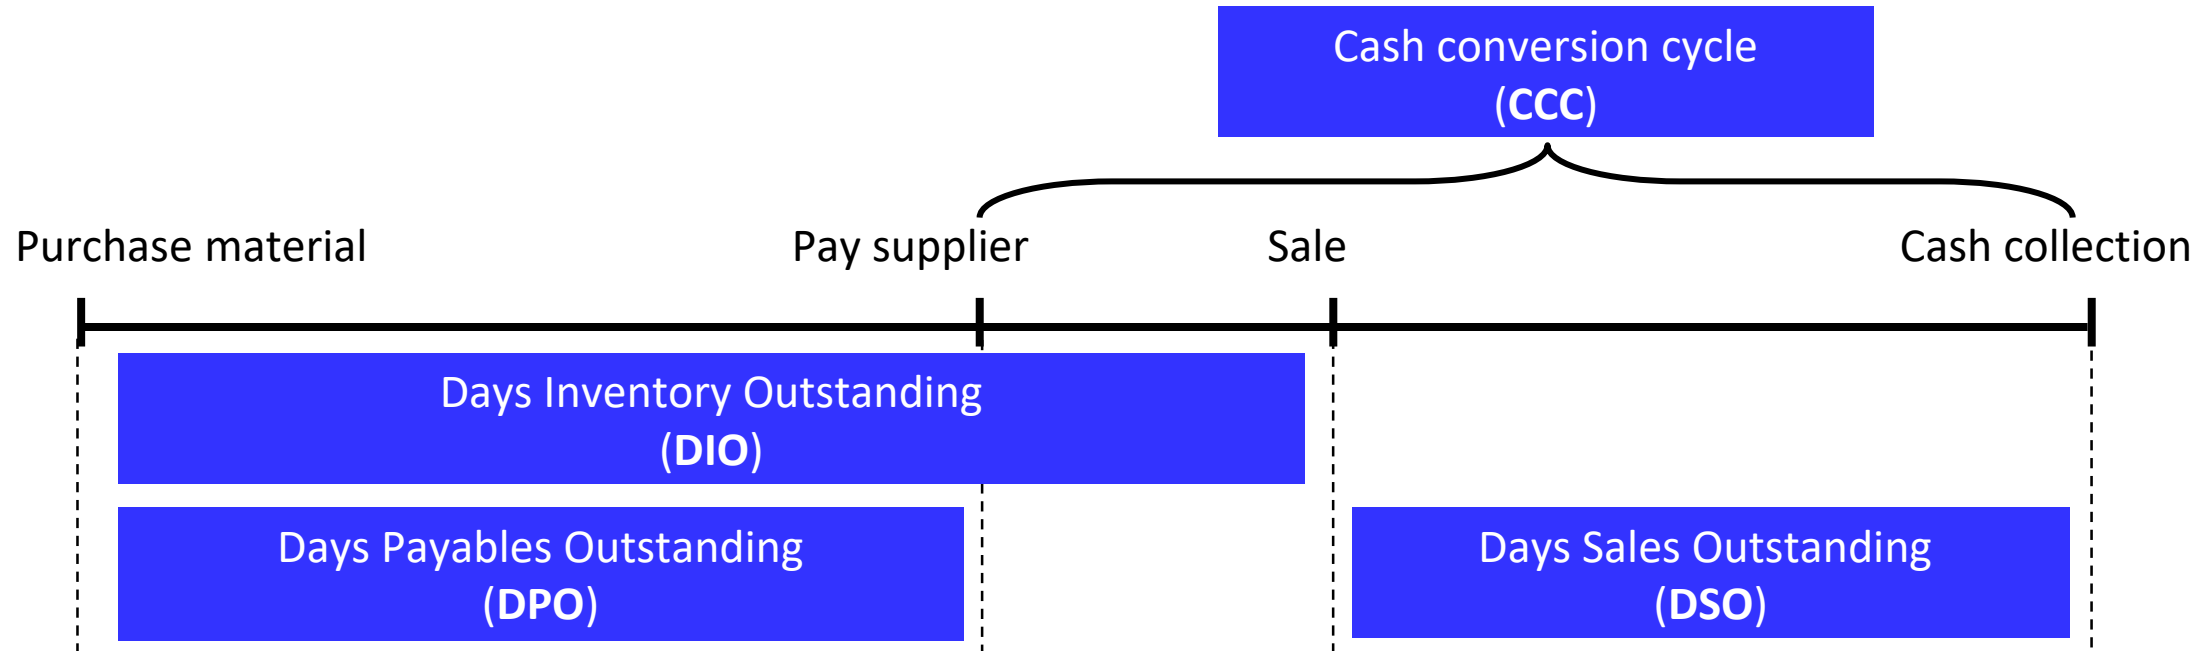 Cash conversion cycle
(CCC)
Purchase material
Pay supplier
Sale
Cash collection
Days Inventory Outstanding
(DIO)
Days Payables Outstanding
(DPO)
Days Sales Outstanding
(DSO)